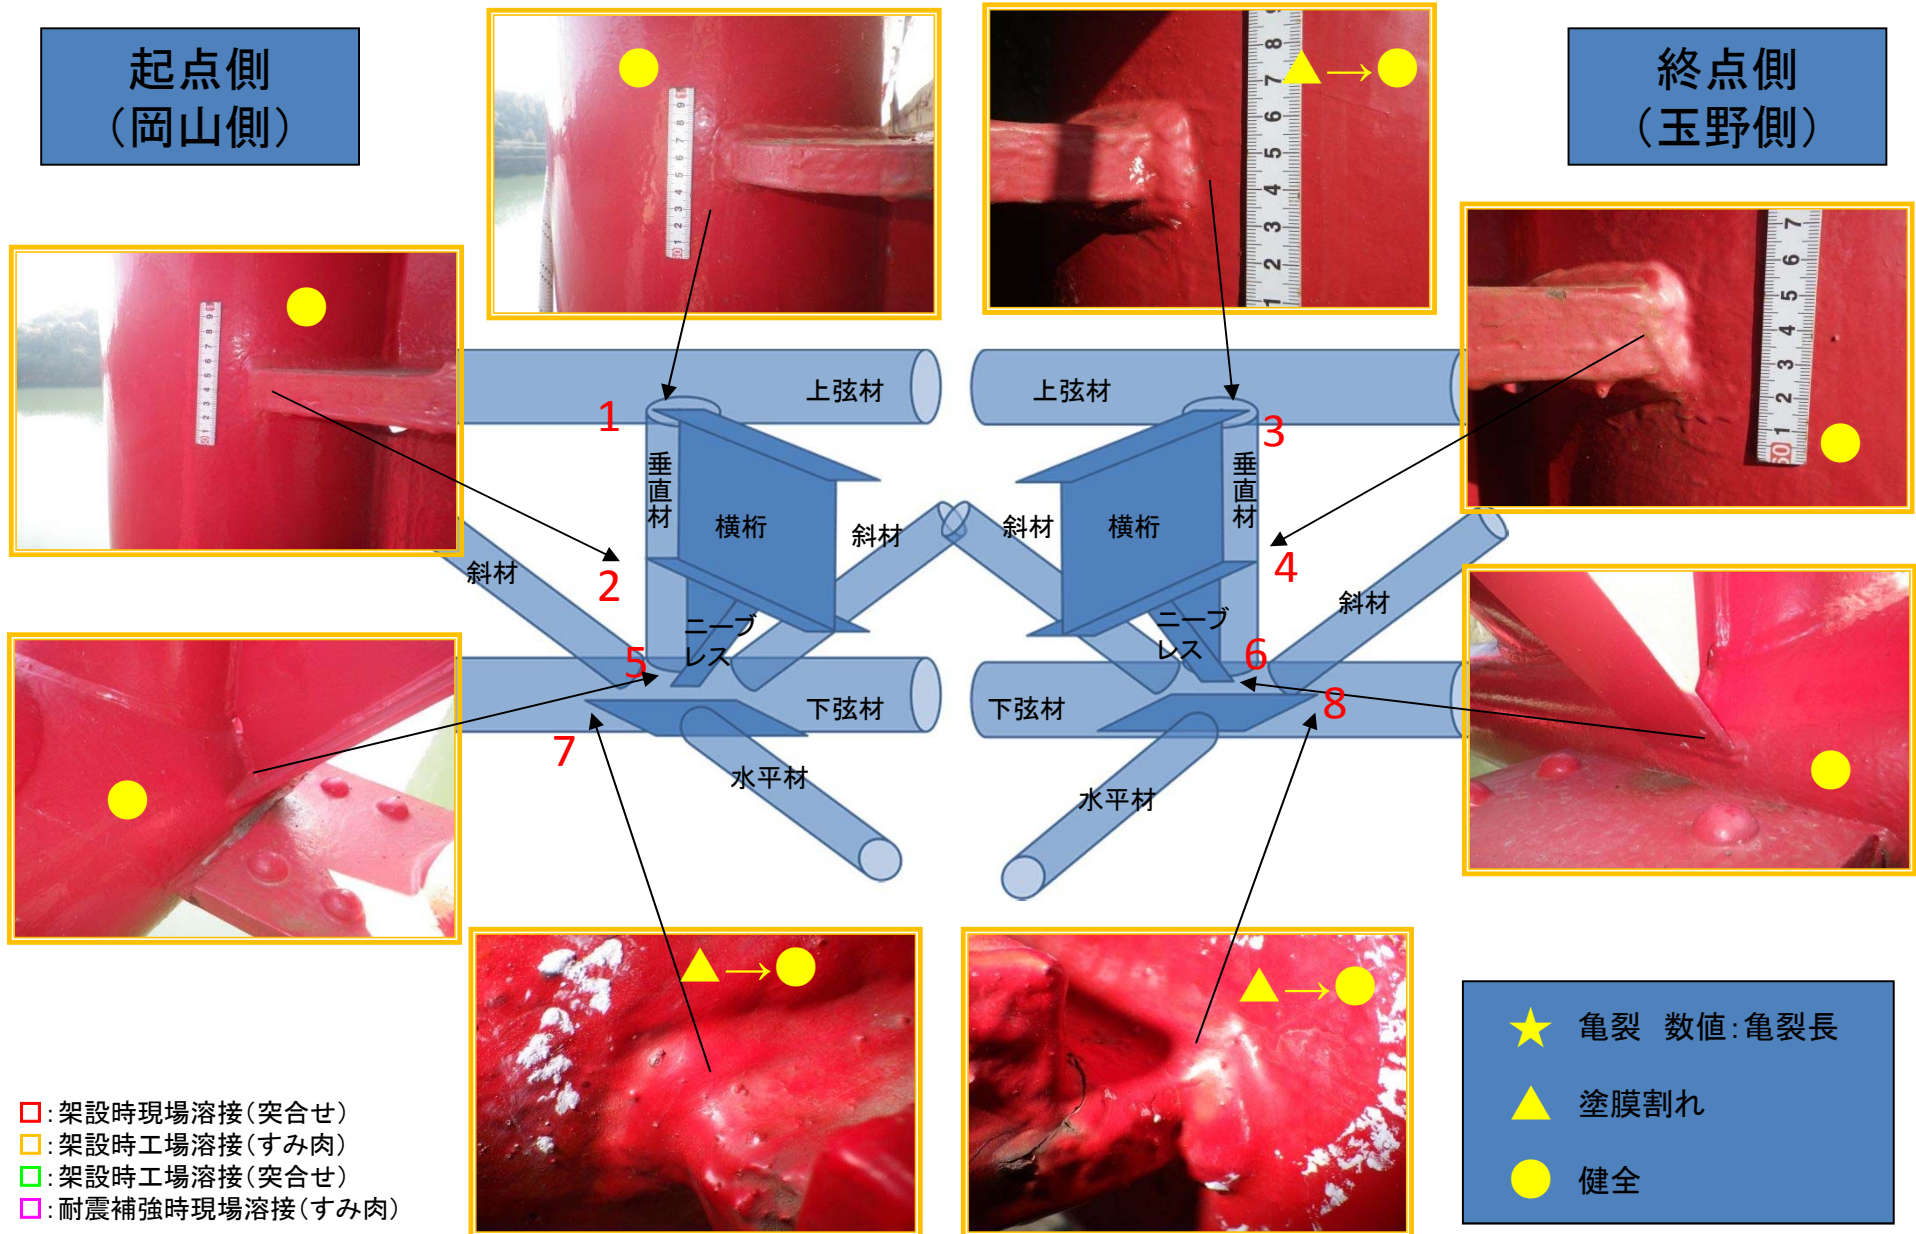 起点側
（岡山側）
終点側
（玉野側）
→
上弦材
上弦材
1
3
垂直材
垂直材
横桁
横桁
斜材
斜材
斜材
斜材
2
4
ニーブ
レス
ニーブ
レス
5
6
下弦材
下弦材
7
8
水平材
水平材
→
→
★ 亀裂 数値：亀裂長
▲ 塗膜割れ
● 健全
□：架設時現場溶接（突合せ）
□：架設時工場溶接（すみ肉）
□：架設時工場溶接（突合せ）
□：耐震補強時現場溶接（すみ肉）